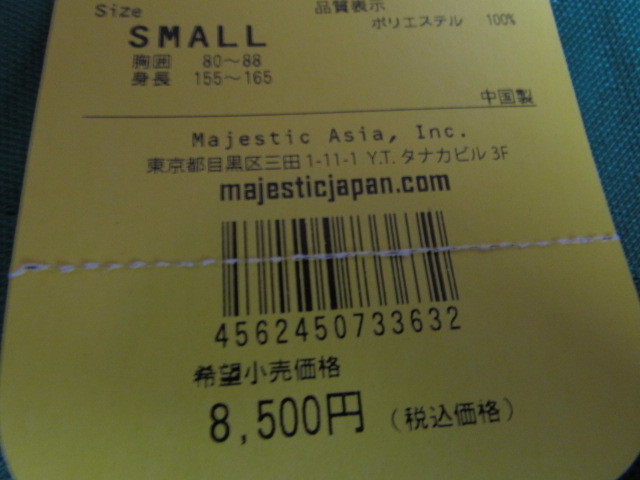 Size
SMALL
胸囲 80～88
身長 155～165
品質表示
ポリエステル 100%
中国製
Majestic Asia, Inc.
東京都目黒区三田1-11-1 Y.T.タナカビル3F
majesticjapan.com
4562450733632
希望小売価格
8,500円 (税込価格)